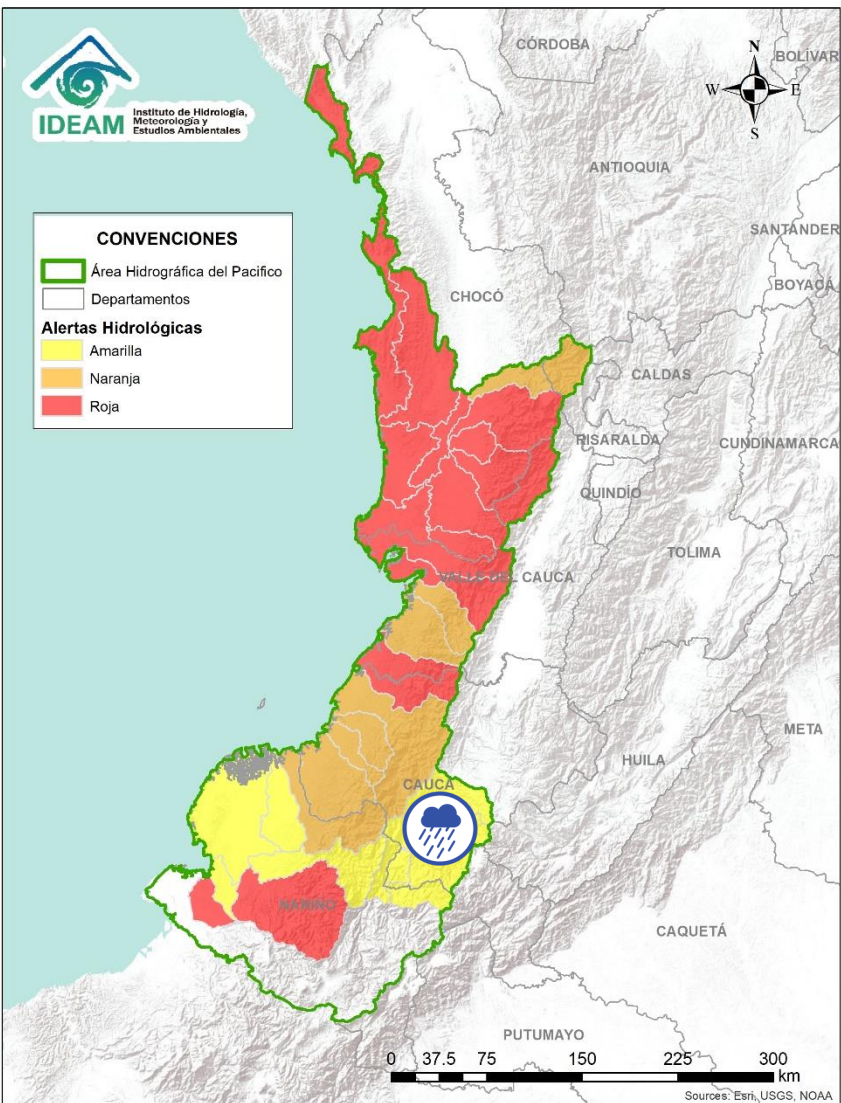 IDEAM
Instituto de Hidrología,
Meteorología y
Estudios Ambientales
N
W
E
S
CONVENCIONES
Área Hidrográfica del Pacifico
Departamentos
Alertas Hidrológicas
Amarilla
Naranja
Roja
CÓRDOBA
BOLÍVAR
ANTIOQUIA
SANTANDER
BOYACÁ
CHOCÓ
CALDAS
RISARALDA
CUNDINAMARCA
QUINDÍO
TOLIMA
VALLE DEL CAUCA
META
HUILA
CAUCA
NARIÑO
CAQUETÁ
PUTUMAYO
0 37.5 75 150 225 300
km
Sources: Esri, USGS, NOAA